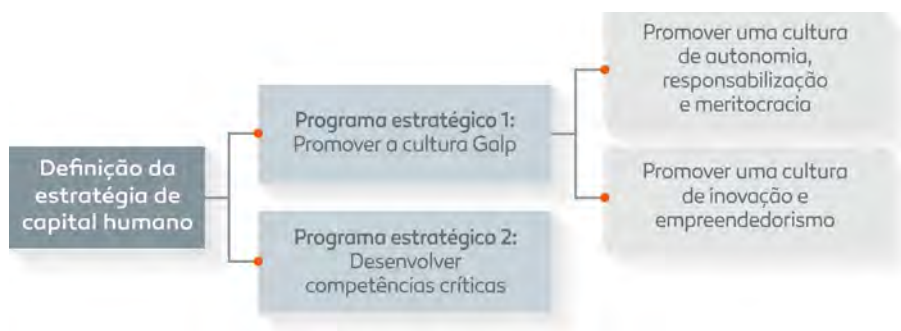 Definição da
estratégia de
capital humano
Programa estratégico 1:
Promover a cultura Galp
Programa estratégico 2:
Desenvolver
competências críticas
Promover uma cultura
de autonomia,
responsabilização
e meritocracia
Promover uma cultura
de inovação e
empreendedorismo